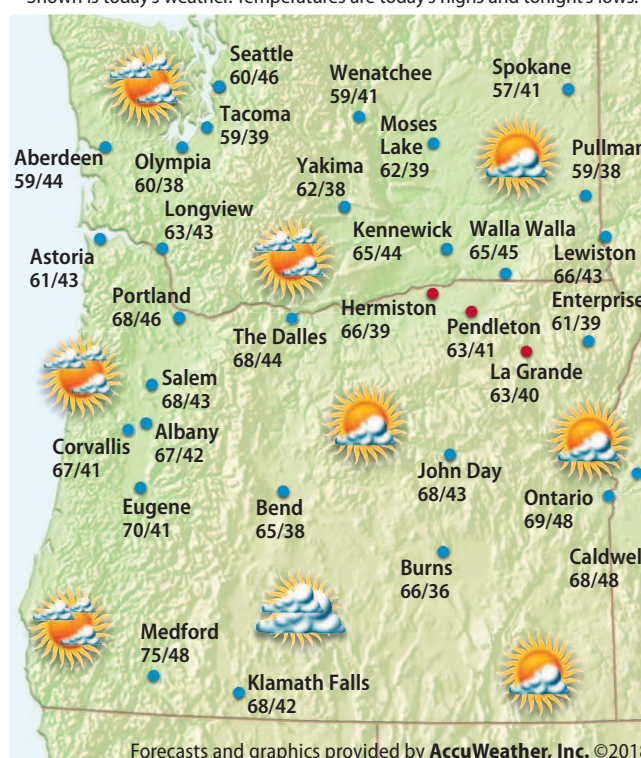 Shown is today's weather. Temperatures are today's highs and tonight's lows.
Seattle
60/46
Wenatchee
59/41
Spokane
57/41
Tacoma
59/39
Moses
Lake
62/39
Aberdeen
59/44
Olympia
60/38
Yakima
62/38
Pullman
59/38
Longview
63/43
Kennewick
65/44
Walla Walla
65/45
Lewiston
66/43
Astoria
61/43
Portland
68/46
The Dalles
68/44
Hermiston
66/39
Pendleton
63/41
Enterprise
61/39
La Grande
63/40
Salem
68/43
Albany
67/42
Corvallis
67/41
Eugene
70/41
Bend
65/38
John Day
68/43
Ontario
69/48
Burns
66/36
Caldwel
68/48
Medford
75/48
Klamath Falls
68/42
Forecasts and graphics provided by AccuWeather, Inc. ©2018